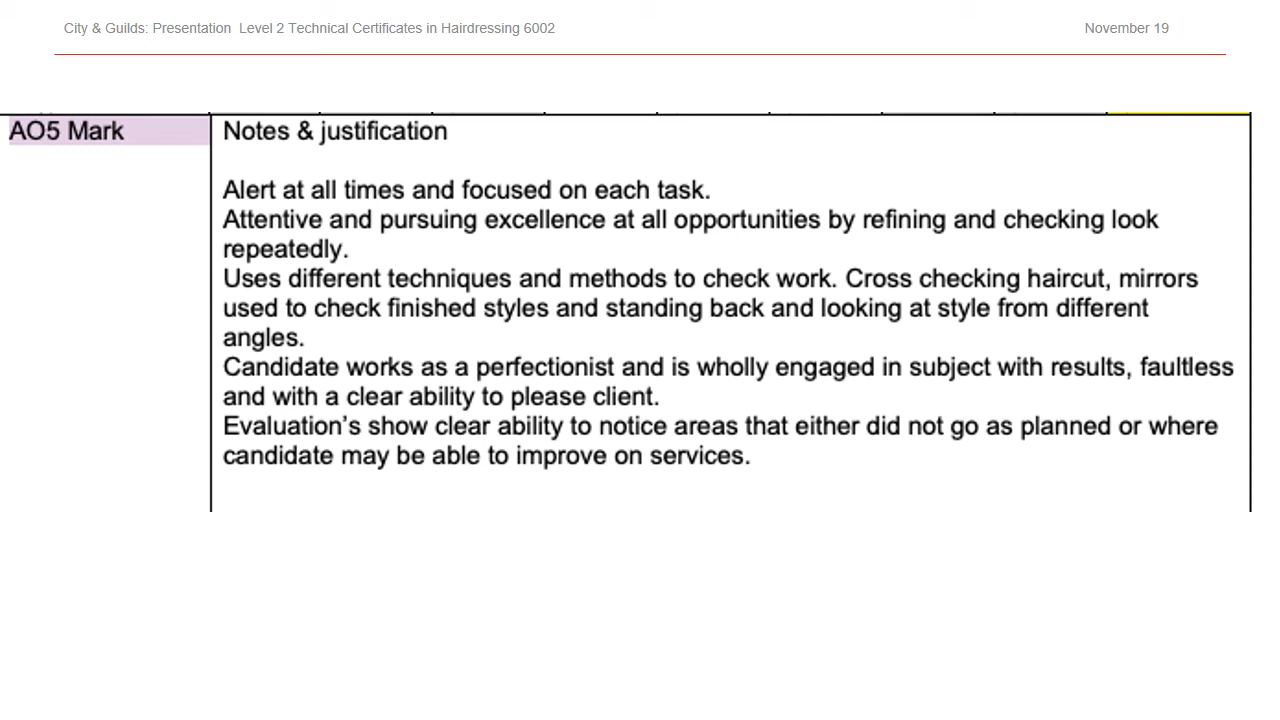 City & Guilds: Presentation Level 2 Technical Certificates in Hairdressing 6002
November 19
AO5 Mark
Notes & justification
Alert at all times and focused on each task.
Attentive and pursuing excellence at all opportunities by refining and checking look
repeatedly.
Uses different techniques and methods to check work. Cross checking haircut, mirrors
used to check finished styles and standing back and looking at style from different
angles.
Candidate works as a perfectionist and is wholly engaged in subject with results, faultless
and with a clear ability to please client.
Evaluation’s show clear ability to notice areas that either did not go as planned or where
candidate may be able to improve on services.